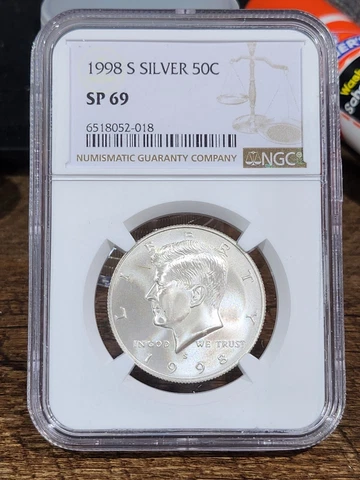 1998 S SILVER 50C
SP 69
6518052-018
NUMISMATIC GUARANTY COMPANY NGC
LIBERTY
IN GOD WE TRUST
S
1998